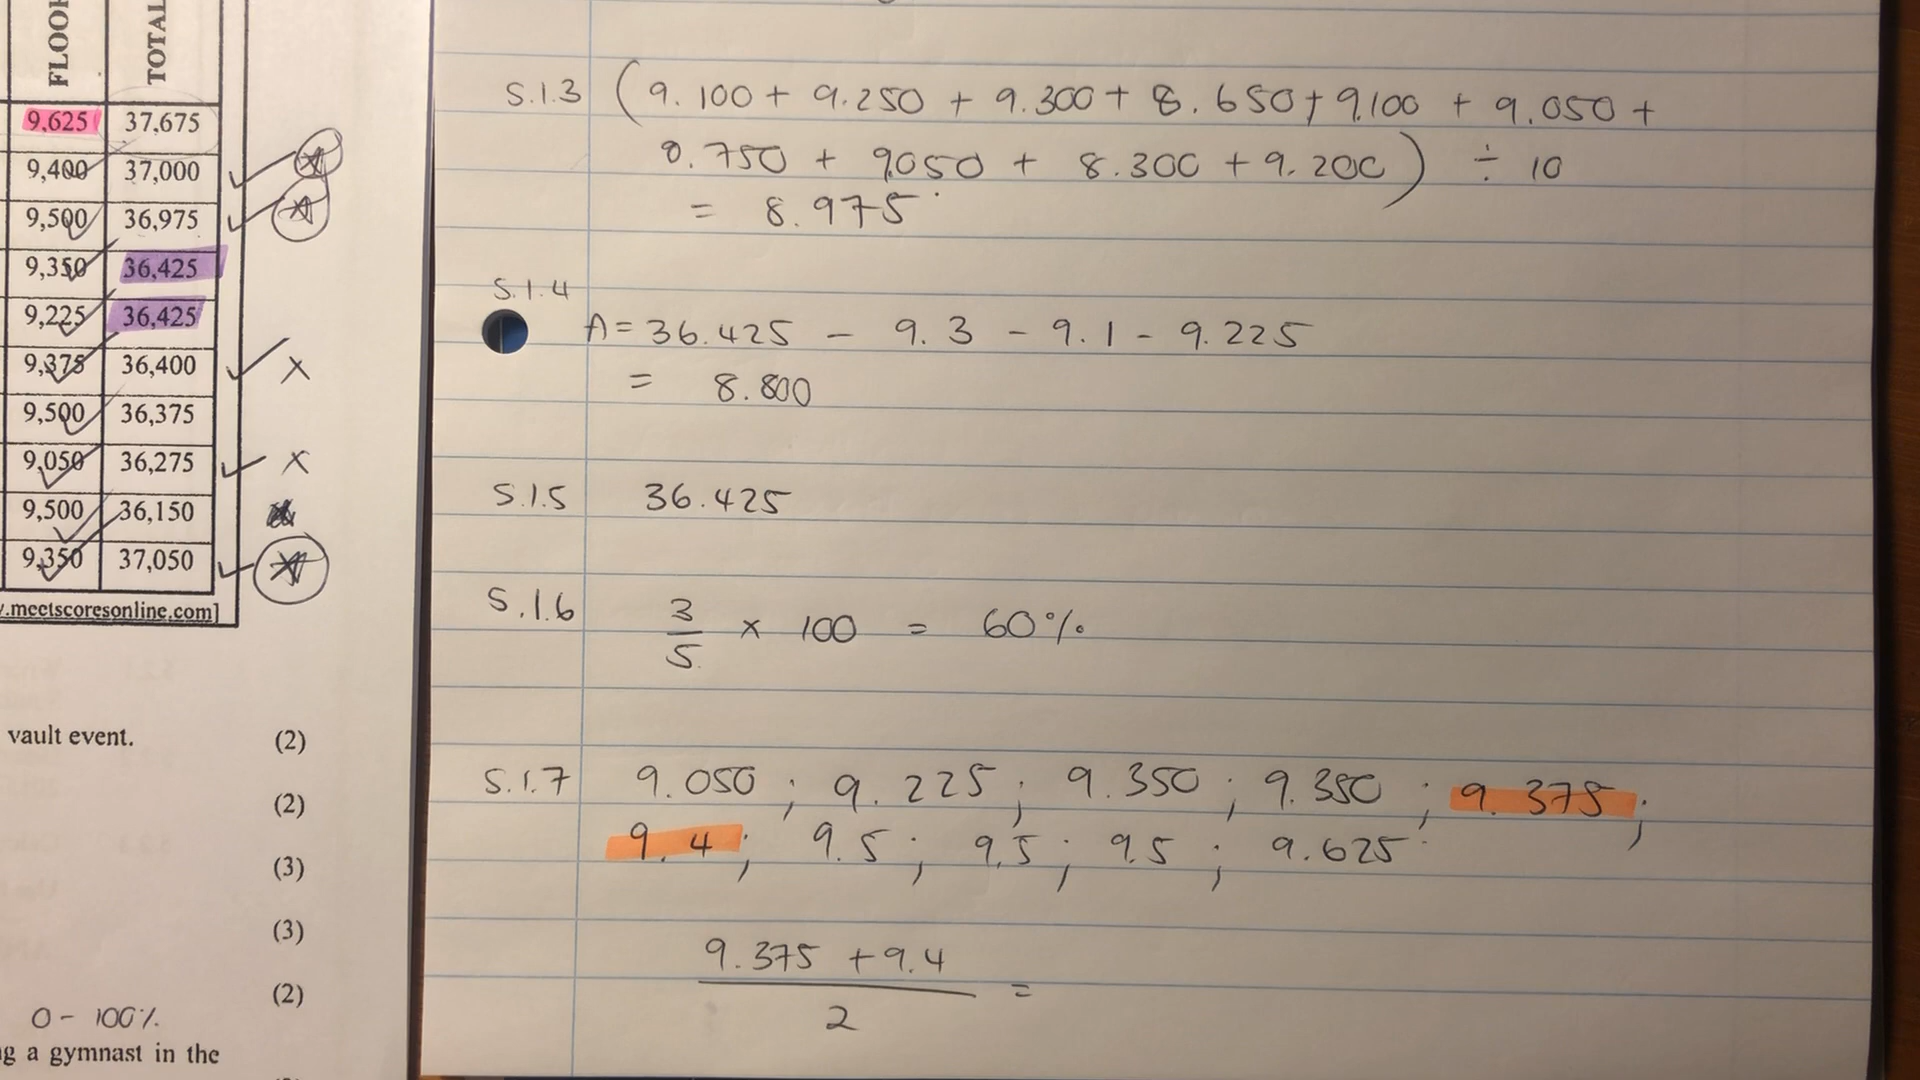 FLOOR TOTAL
9,625 37,675
9,400 37,000
9,500 36,975
9,350 36,425
9,225 36,425
9,375 36,400 ×
9,500 36,375
9,050 36,275 ×
9,500 36,150
9,350 37,050
.meetscoresonline.com]
vault event. (2)
(2)
(3)
(3)
(2)
0 - 100%
g a gymnast in the
5.1.3 (9.100 + 9.250 + 9.300 + 8.650 + 9.100 + 9.050 +
8.750 + 9.050 + 8.300 + 9.200) ÷ 10
= 8.975
5.1.4
A = 36.425 - 9.3 - 9.1 - 9.225
= 8.800
5.1.5 36.425
5.1.6 3/5 × 100 = 60%
5.1.7 9.050 ; 9.225 ; 9.350 ; 9.350 ; 9.375 ;
9.4 ; 9.5 ; 9.5 ; 9.5 ; 9.625
9.375 + 9.4
=
2